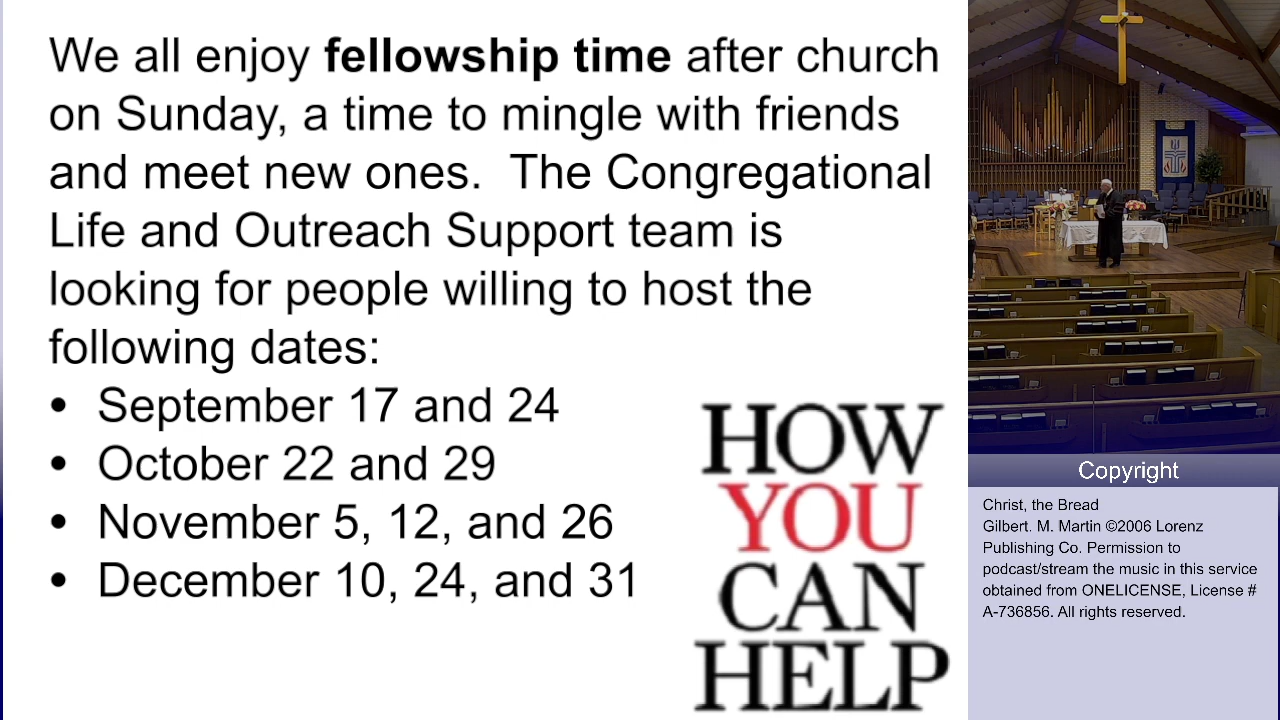 We all enjoy fellowship time after church
on Sunday, a time to mingle with friends
and meet new ones.  The Congregational
Life and Outreach Support team is
looking for people willing to host the
following dates:
• September 17 and 24
• October 22 and 29
• November 5, 12, and 26
• December 10, 24, and 31
HOW
YOU
CAN
HELP
Copyright
Christ, the Bread
Gilbert. M. Martin ©2006 Lorenz
Publishing Co. Permission to
podcast/stream the music in this service
obtained from ONELICENSE, License #
A-736856. All rights reserved.